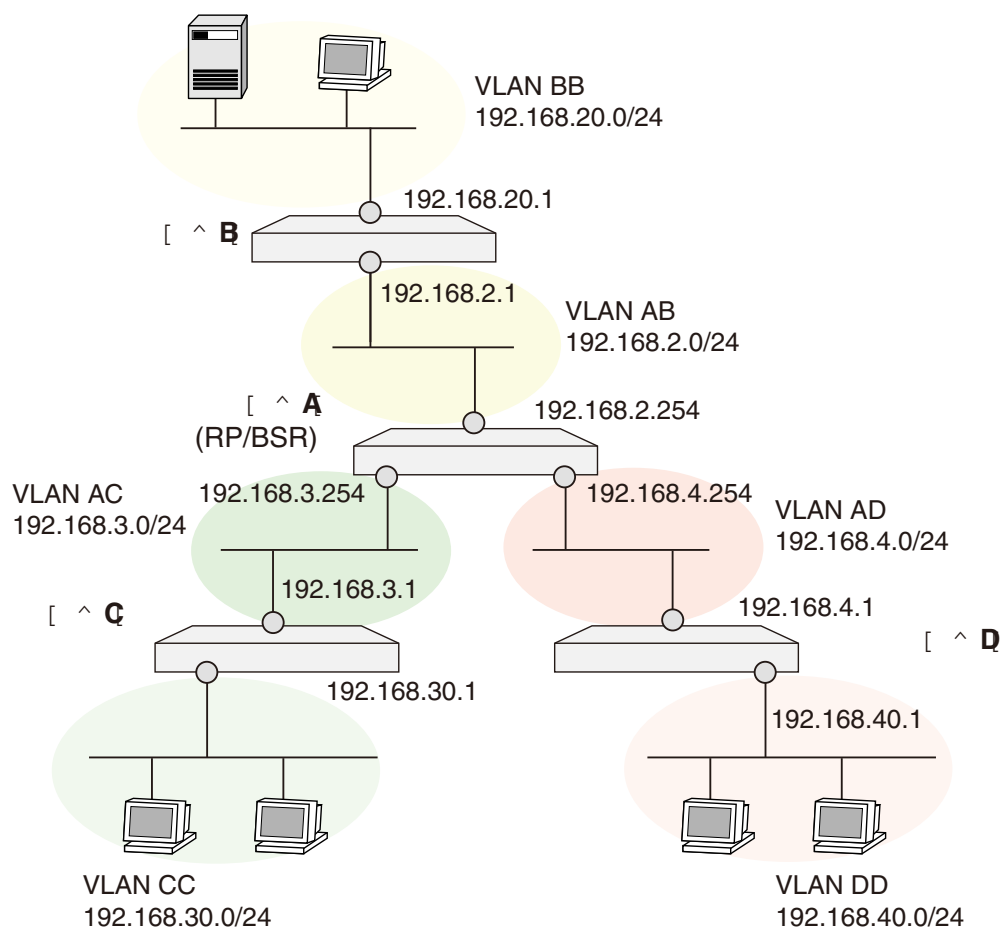 VLAN BB
192.168.20.0/24
192.168.20.1
B
192.168.2.1
VLAN AB
192.168.2.0/24
A
(RP/BSR)
192.168.2.254
VLAN AC
192.168.3.0/24
192.168.3.254
192.168.4.254
VLAN AD
192.168.4.0/24
192.168.3.1
C
192.168.4.1
D
192.168.30.1
192.168.40.1
VLAN CC
192.168.30.0/24
VLAN DD
192.168.40.0/24